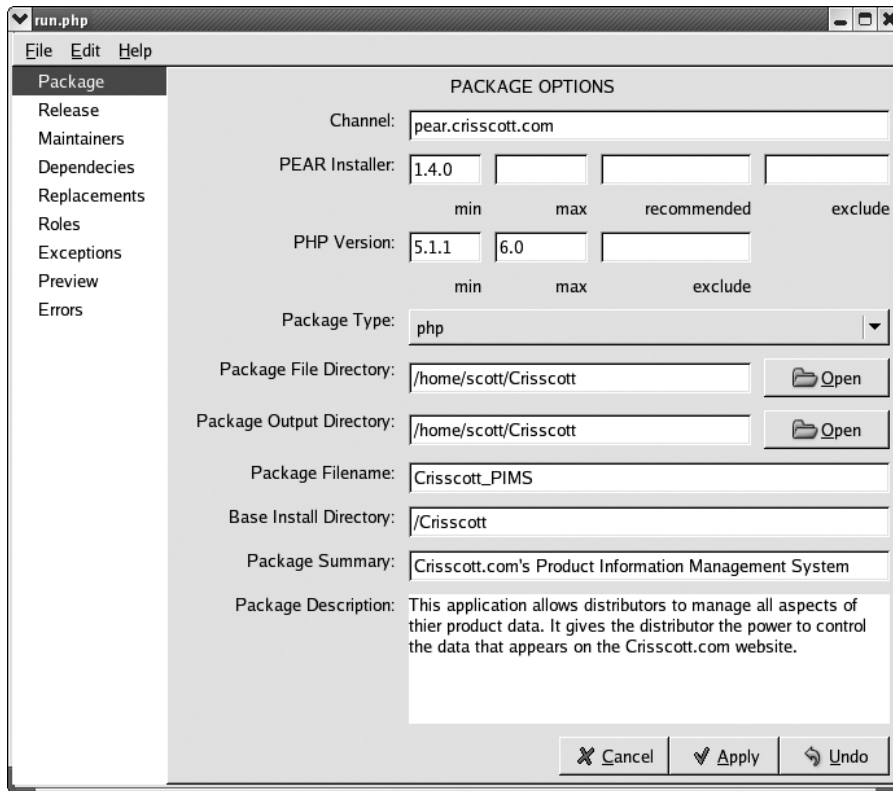 run.php
File Edit Help
Package
Release
Maintainers
Dependecies
Replacements
Roles
Exceptions
Preview
Errors
PACKAGE OPTIONS
Channel: pear.crisscott.com
PEAR Installer: 1.4.0
min max recommended exclude
PHP Version: 5.1.1 6.0
min max exclude
Package Type: php
Package File Directory: /home/scott/Crisscott Open
Package Output Directory: /home/scott/Crisscott Open
Package Filename: Crisscott_PIMS
Base Install Directory: /Crisscott
Package Summary: Crisscott.com's Product Information Management System
Package Description: This application allows distributors to manage all aspects of
thier product data. It gives the distributor the power to control
the data that appears on the Crisscott.com website.
Cancel Apply Undo